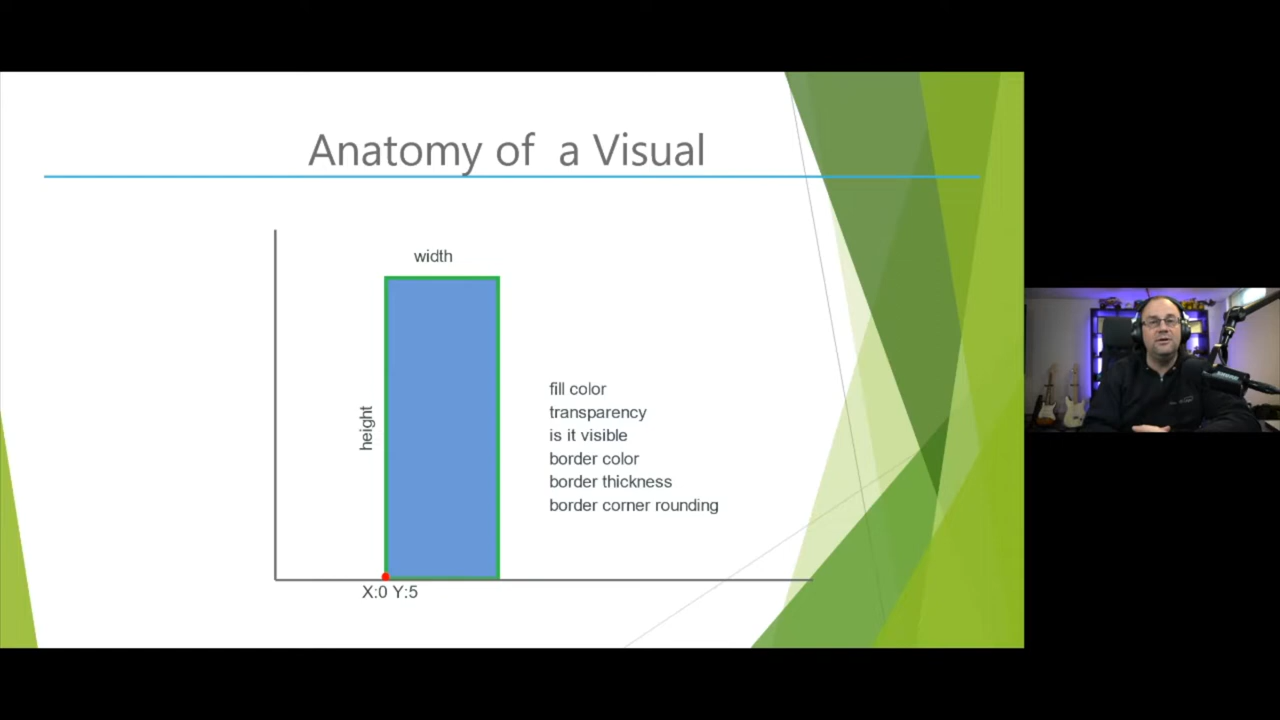 Anatomy of  a Visual
width
height
fill color
transparency
is it visible
border color
border thickness
border corner rounding
X:0 Y:5